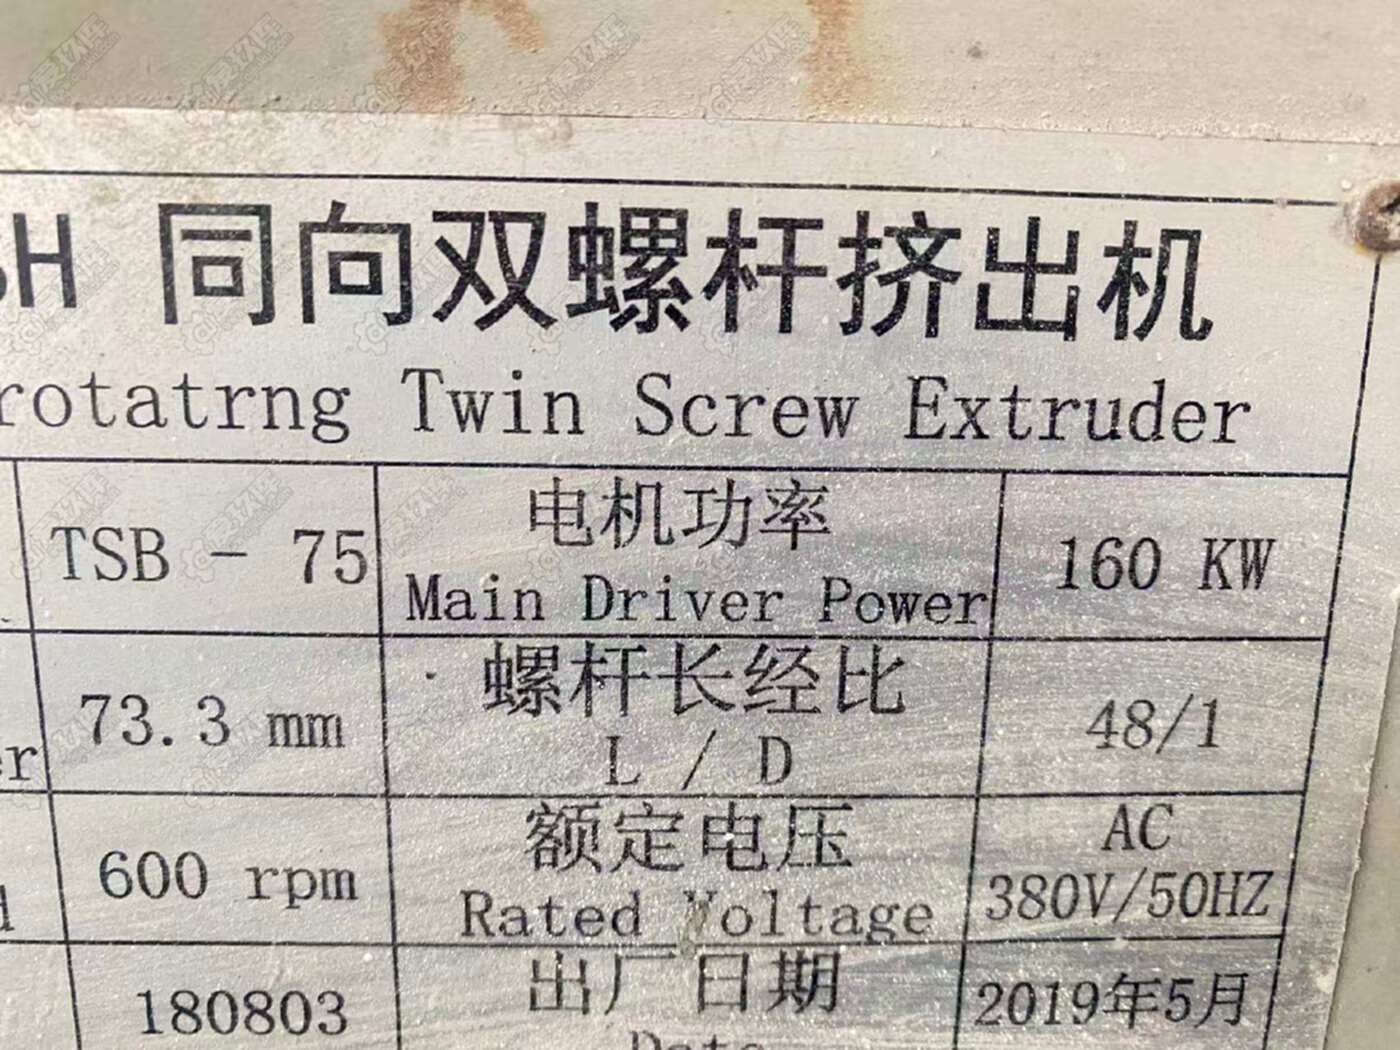 H 同向双螺杆挤出机
rotatrng Twin Screw Extruder
TSB - 75
电机功率
Main Driver Power
160 KW
er
73.3 mm
螺杆长经比
L / D
48/1
d
600 rpm
额定电压
Rated Voltage
AC
380V/50HZ
180803
出厂日期
Date
2019年5月